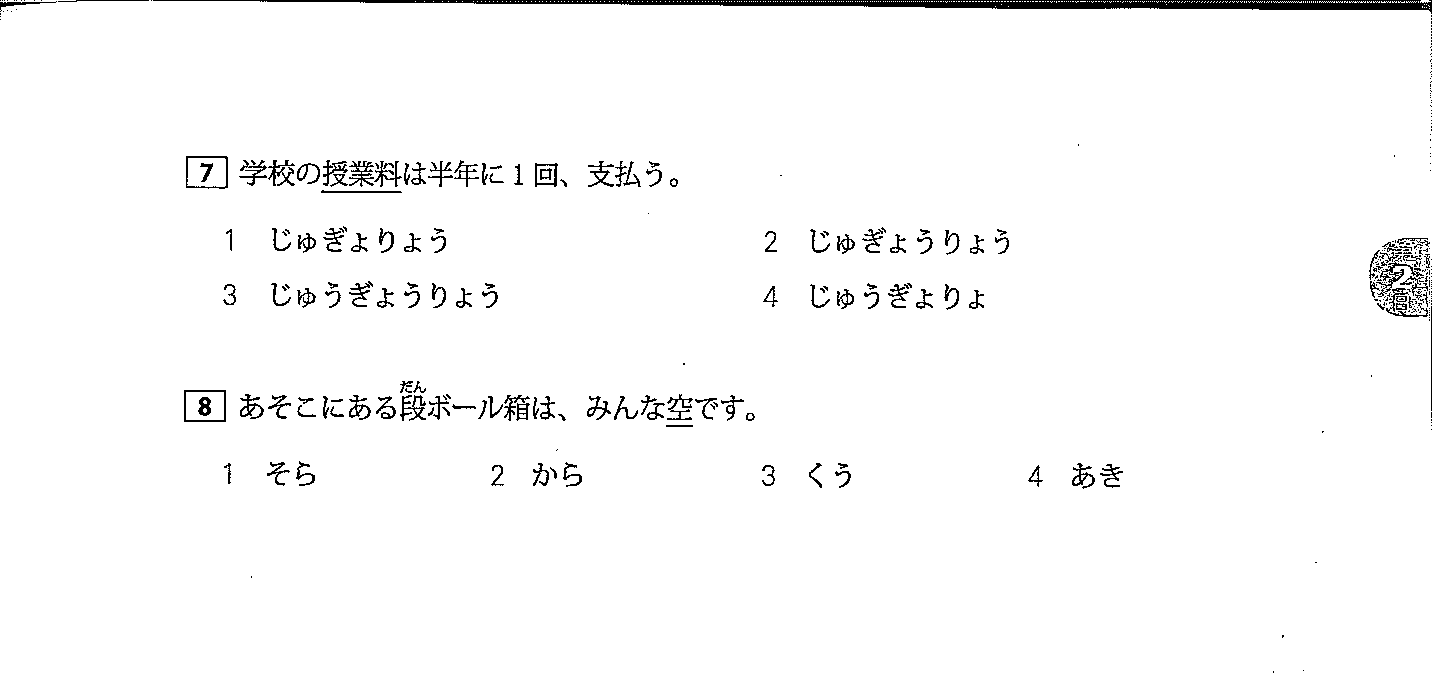 7 学校の授業料は半年に1回、支払う。
1 じゅぎょりょう 2 じゅぎょうりょう
3 じゅうぎょうりょう 4 じゅうぎょりょ
2
日
だん
8 あそこにある段ボール箱は、みんな空です。
1 そら 2 から 3 くう 4 あき